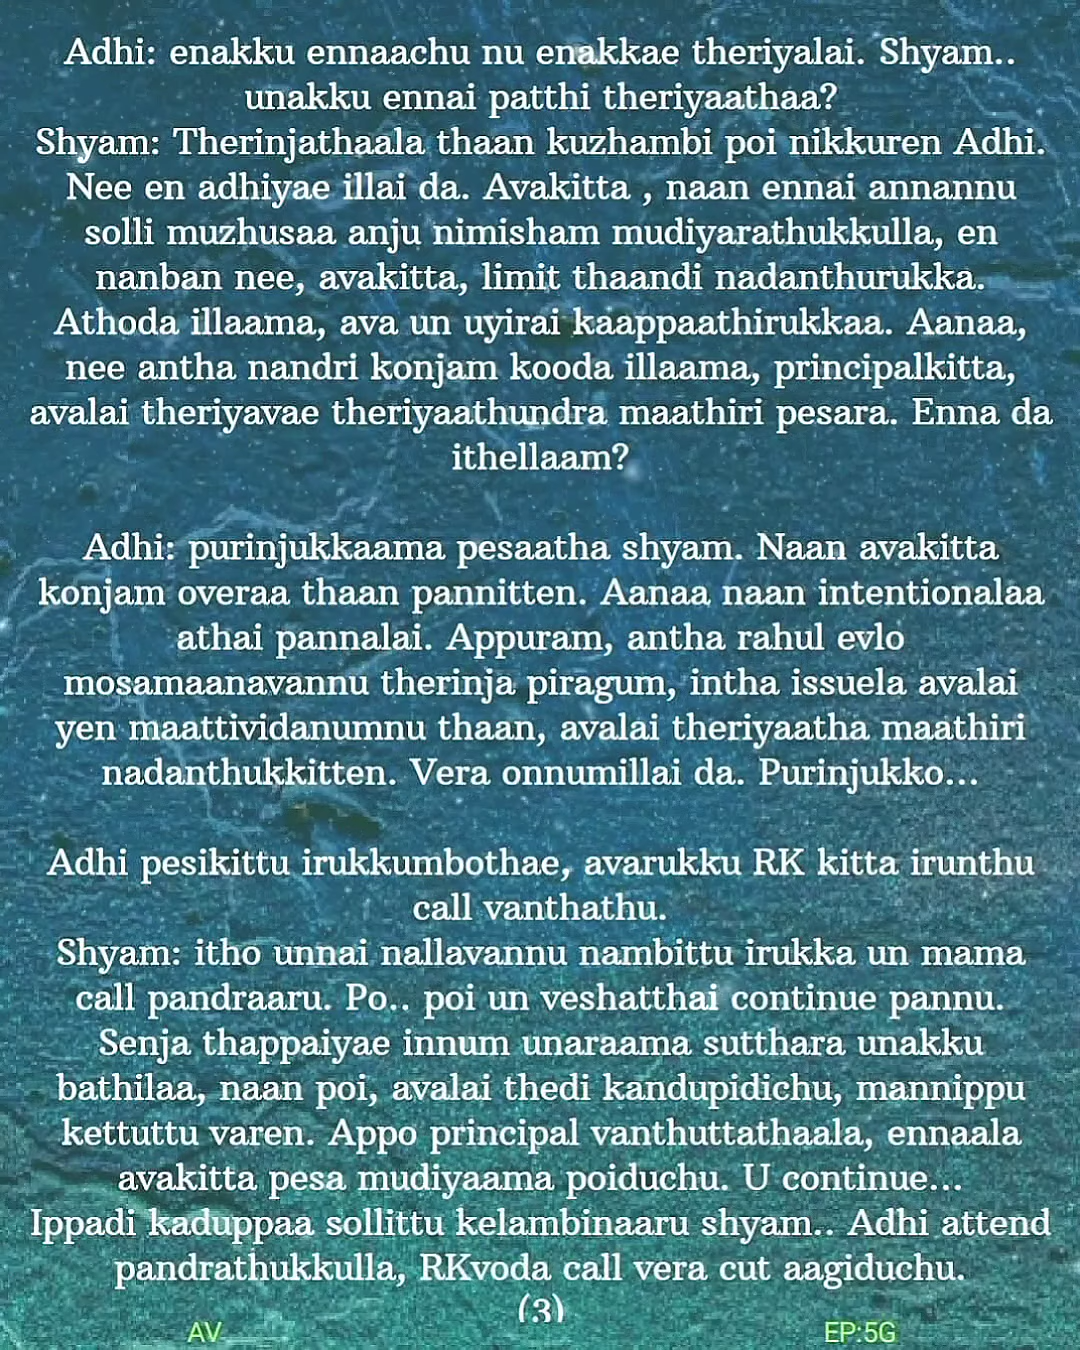 Adhi: enakku ennaachu nu enakkae theriyalai. Shyam..
unakku ennai patthi theriyaathaa?
Shyam: Therinjathaala thaan kuzhambi poi nikkuren Adhi.
Nee en adhiyae illai da. Avakitta , naan ennai annannu
solli muzhusaa anju nimisham mudiyarathukkulla, en
nanban nee, avakitta, limit thaandi nadanthurukka.
Athoda illaama, ava un uyirai kaappaathirukkaa. Aanaa,
nee antha nandri konjam kooda illaama, principalkitta,
avalai theriyavae theriyaathundra maathiri pesara. Enna da
ithellaam?
Adhi: purinjukkaama pesaatha shyam. Naan avakitta
konjam overaa thaan pannitten. Aanaa naan intentionalaa
athai pannalai. Appuram, antha rahul evlo
mosamaanavannu therinja piragum, intha issuela avalai
yen maattividanumnu thaan, avalai theriyaatha maathiri
nadanthukkitten. Vera onnumillai da. Purinjukko...
Adhi pesikittu irukkumbothae, avarukku RK kitta irunthu
call vanthathu.
Shyam: itho unnai nallavannu nambittu irukka un mama
call pandraaru. Po.. poi un veshatthai continue pannu.
Senja thappaiyae innum unaraama sutthara unakku
bathilaa, naan poi, avalai thedi kandupidichu, mannippu
kettuttu varen. Appo principal vanthuttathaala, ennaala
avakitta pesa mudiyaama poiduchu. U continue...
Ippadi kaduppaa sollittu kelambinaaru shyam.. Adhi attend
pandrathukkulla, RKvoda call vera cut aagiduchu.
(3)
AV EP:5G